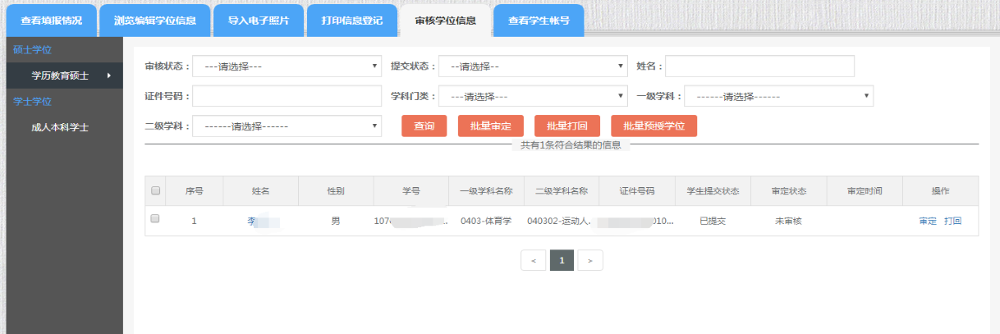 查看填报情况 浏览编辑学位信息 导入电子照片 打印信息登记 审核学位信息 查看学生帐号
硕士学位
学历教育硕士
学士学位
成人本科学士
审核状态： ---请选择--- 提交状态： --请选择-- 姓名：
证件号码： 学科门类： ---请选择--- 一级学科： ------请选择------
二级学科： ------请选择------ 查询 批量审定 批量打回 批量预授学位
共有1条符合结果的信息
序号 姓名 性别 学号 一级学科名称 二级学科名称 证件号码 学生提交状态 审定状态 审定时间 操作
1 李 男 107 ... 0403-体育学 040302-运动人... 010... 已提交 未审核 审定 打回
< 1 >